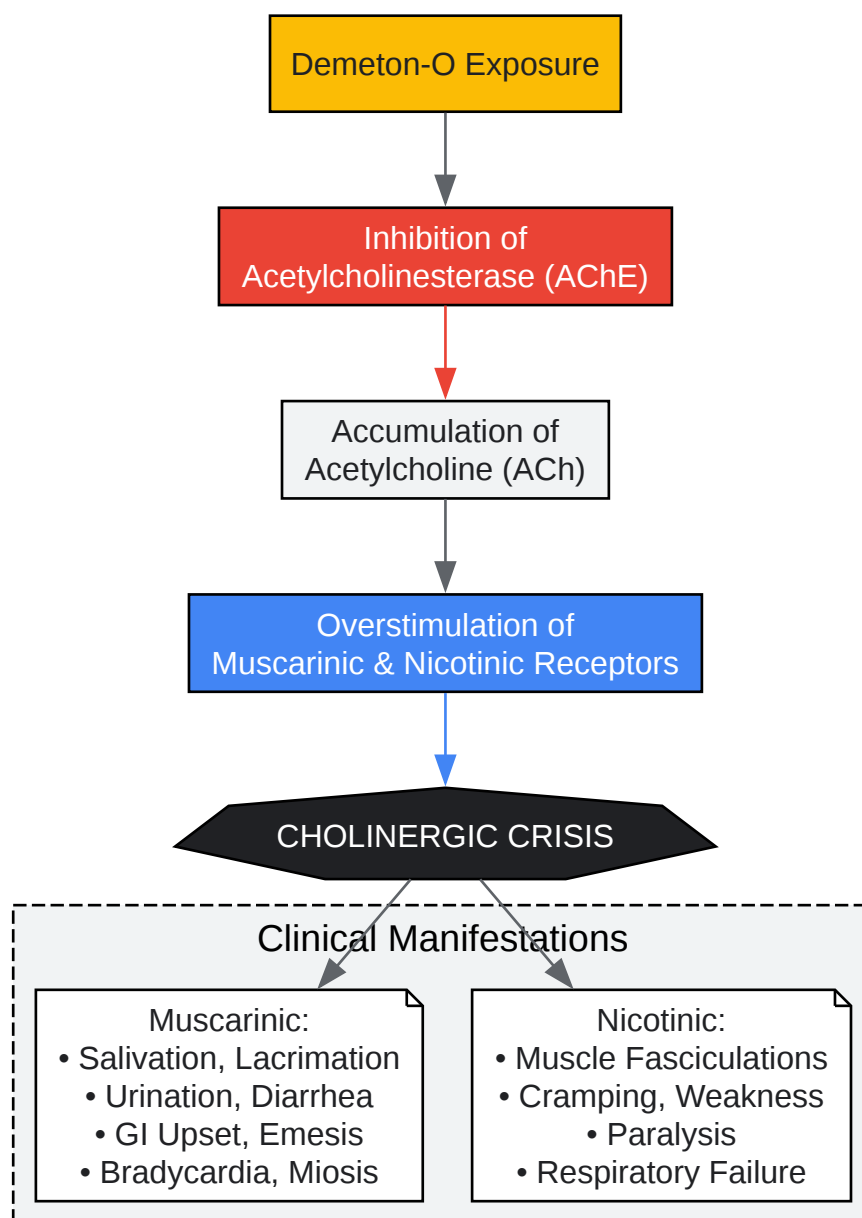 Demeton-O Exposure
Inhibition of
Acetylcholinesterase (AChE)
Accumulation of
Acetylcholine (ACh)
Overstimulation of
Muscarinic & Nicotinic Receptors
CHOLINERGIC CRISIS
Clinical Manifestations
Muscarinic:
• Salivation, Lacrimation
• Urination, Diarrhea
• GI Upset, Emesis
• Bradycardia, Miosis
Nicotinic:
• Muscle Fasciculations
• Cramping, Weakness
• Paralysis
• Respiratory Failure